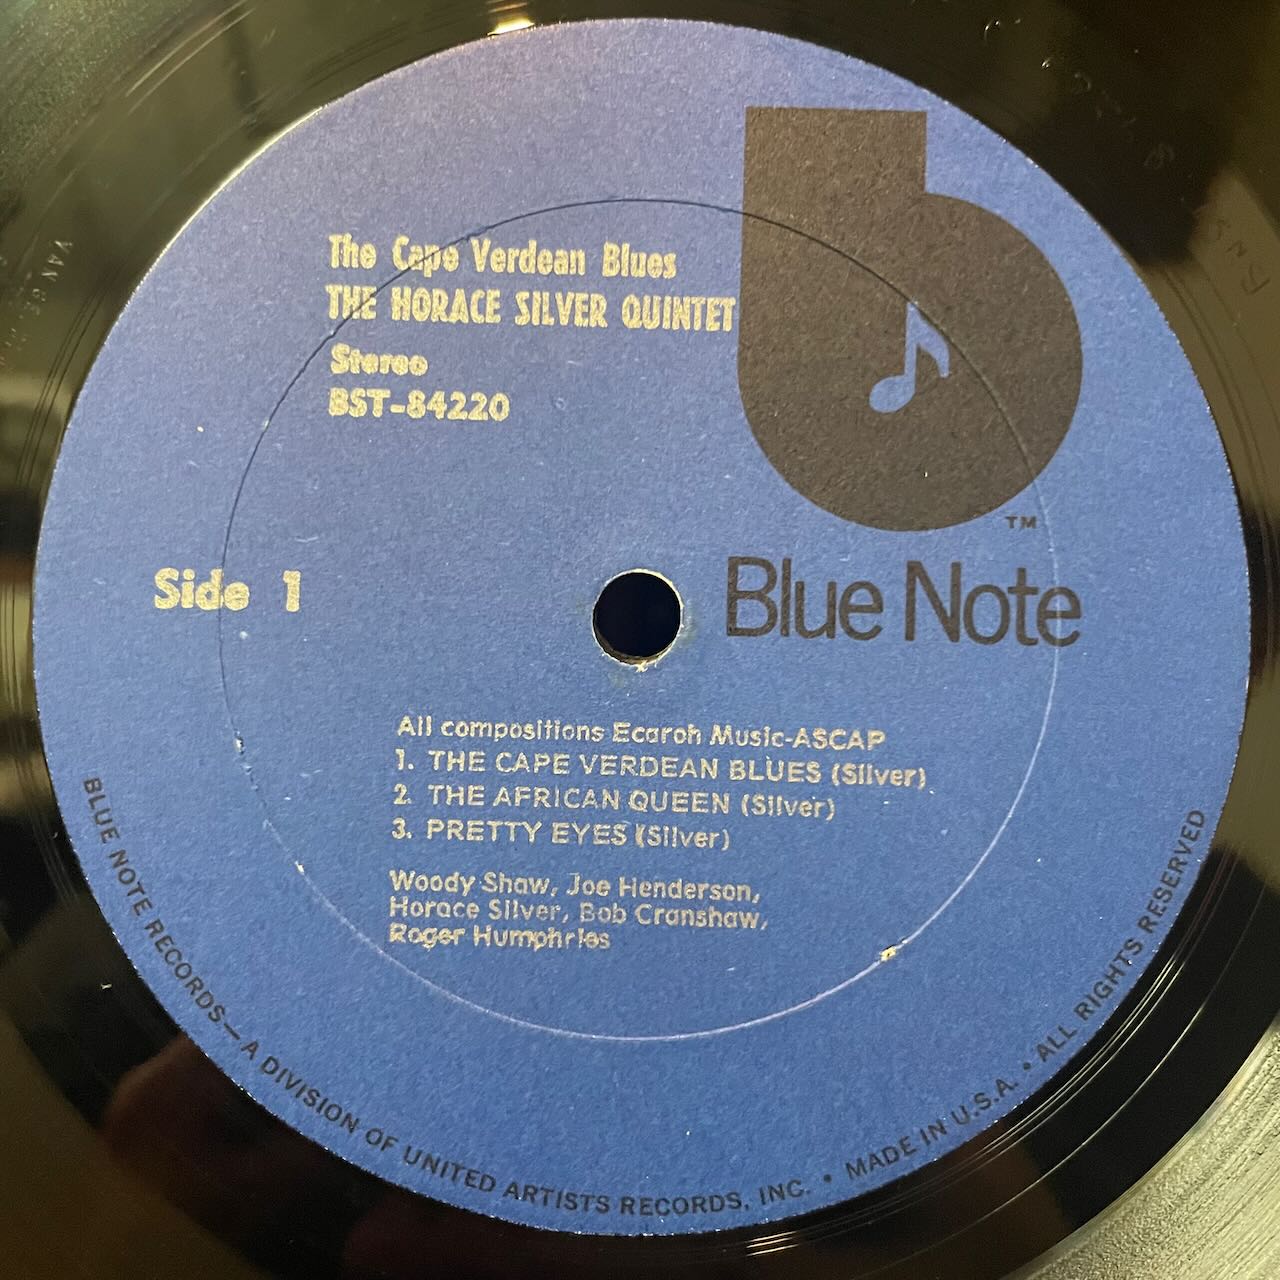 The Cape Verdean Blues
THE HORACE SILVER QUINTET
Stereo
BST-84220
TM
Blue Note
Side 1
All compositions Ecaroh Music-ASCAP
1. THE CAPE VERDEAN BLUES (Silver)
2. THE AFRICAN QUEEN (Silver)
3. PRETTY EYES (Silver)
Woody Shaw, Joe Henderson,
Horace Silver, Bob Cranshaw,
Roger Humphries
BLUE NOTE RECORDS—A DIVISION OF UNITED ARTISTS RECORDS, INC. • MADE IN U.S.A. • ALL RIGHTS RESERVED